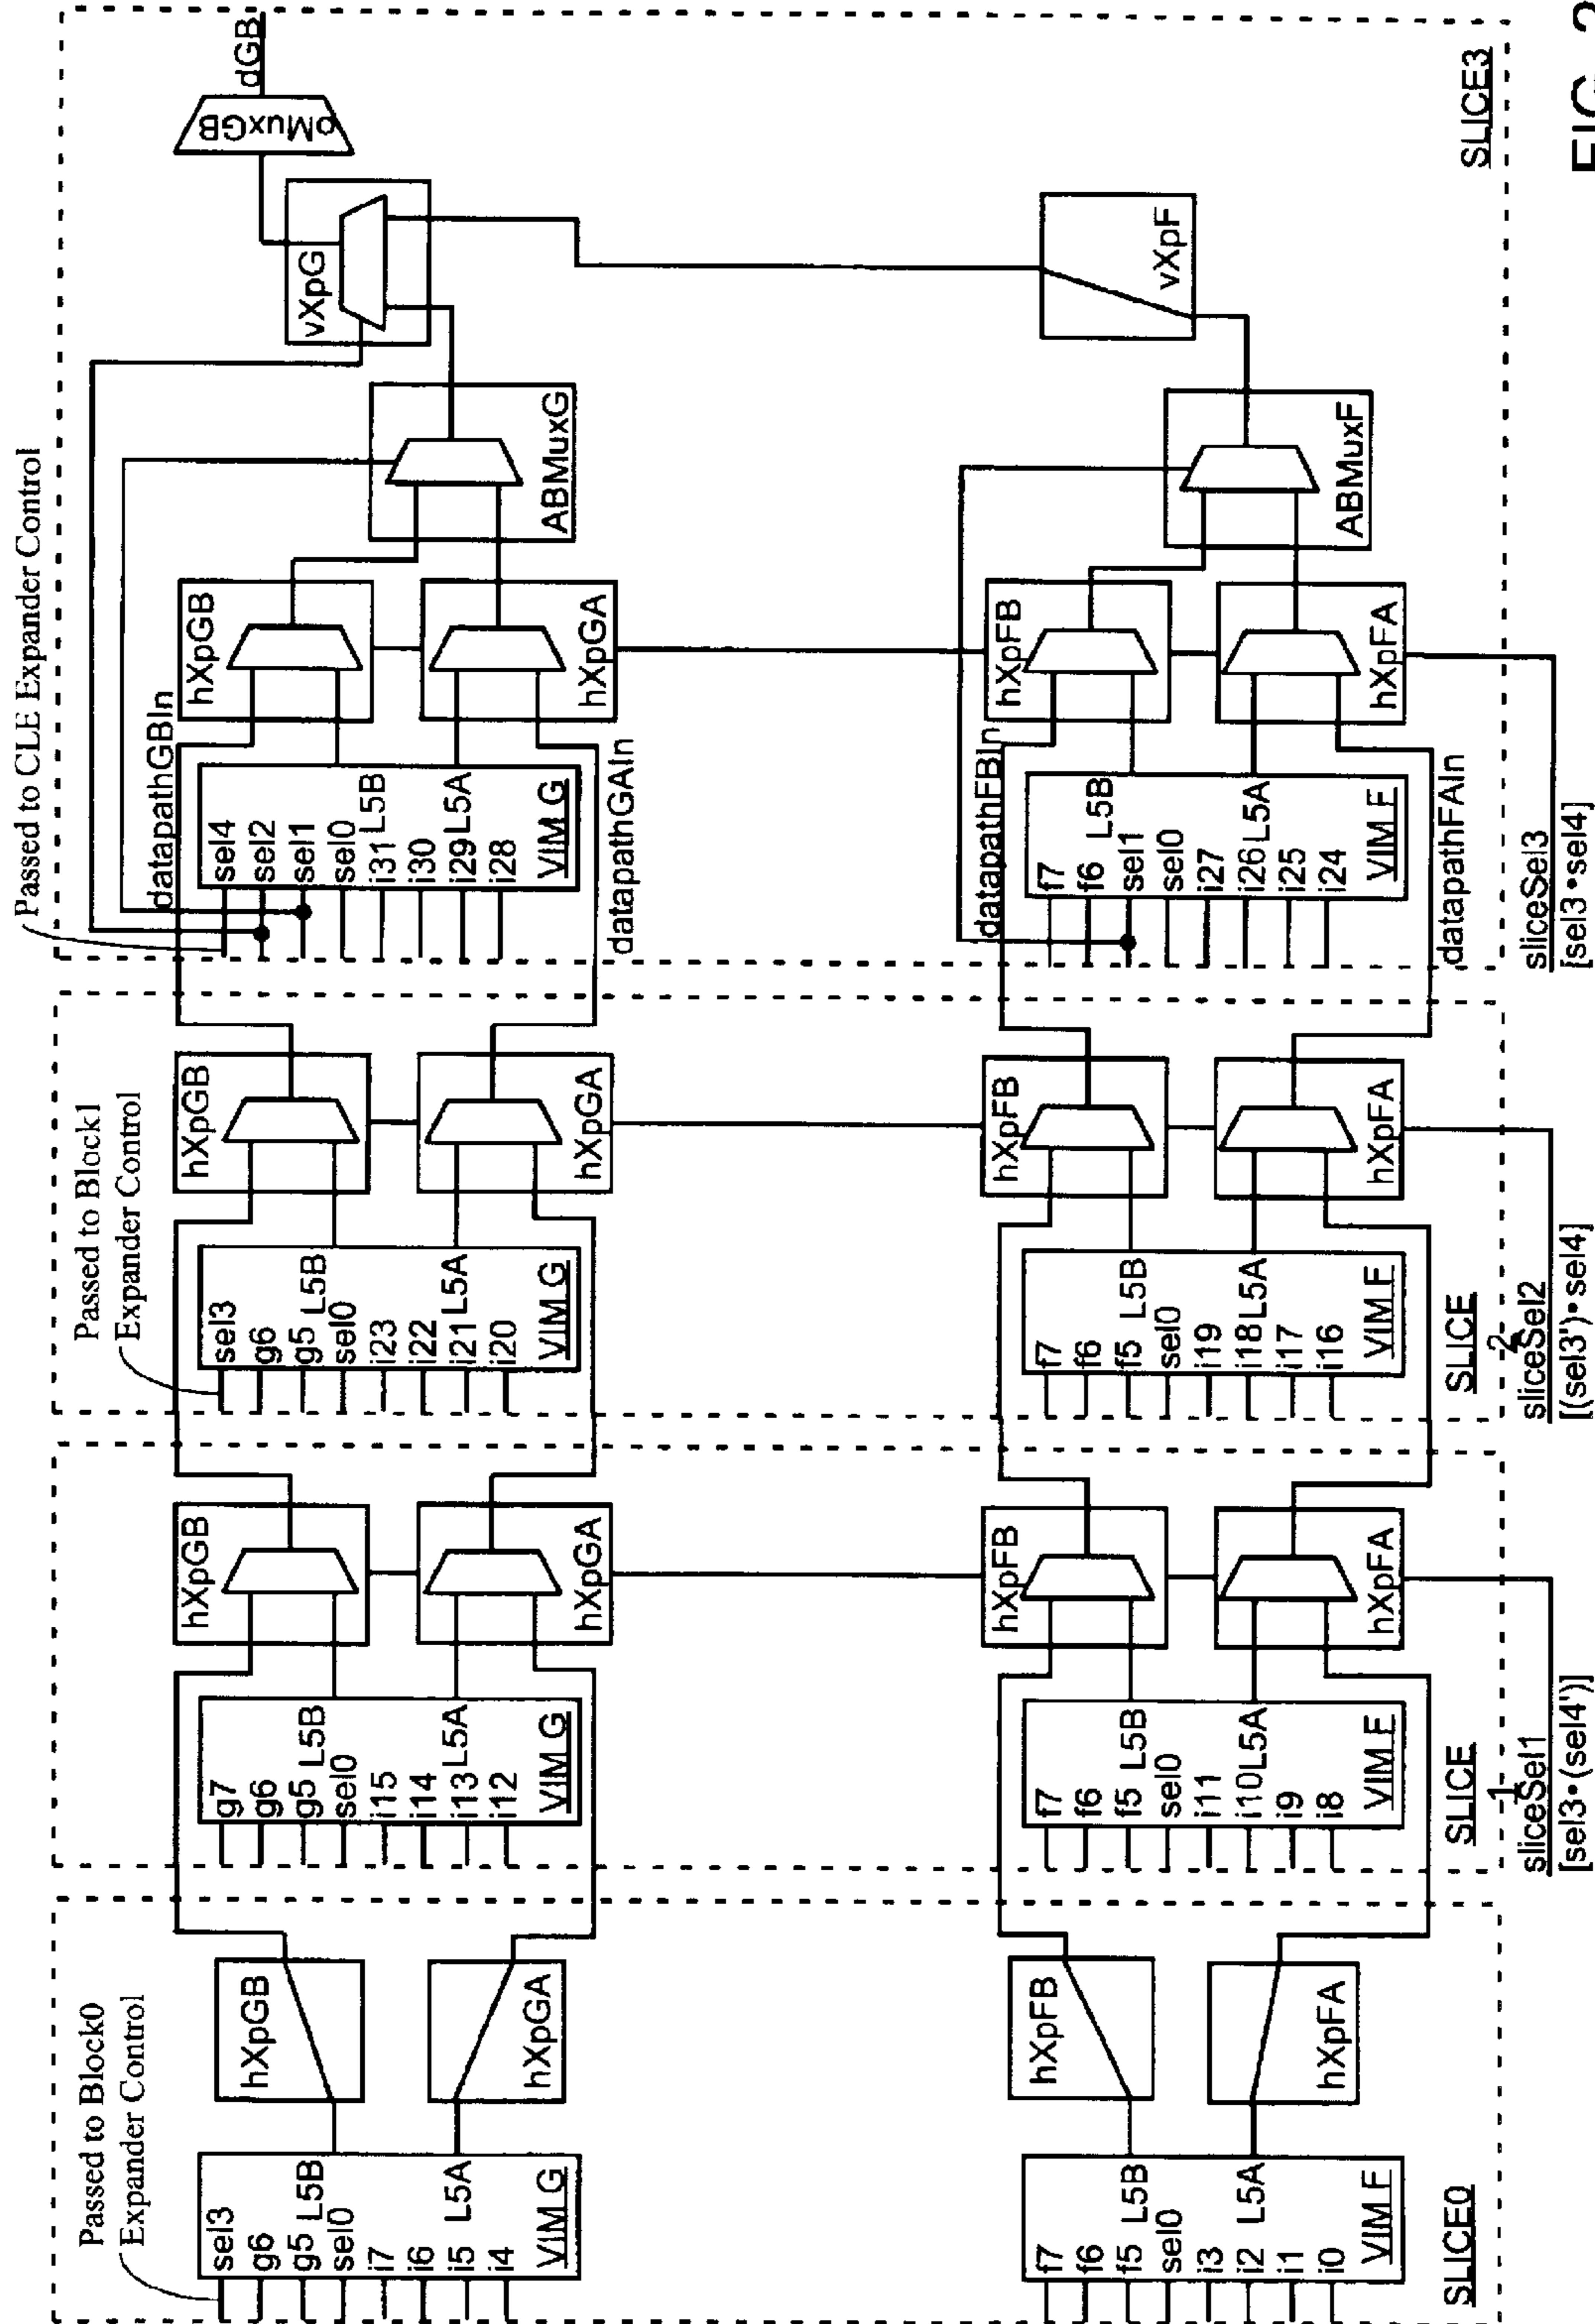 Passed to Block0
Expander Control
sel3
g6
g5
L5B
sel0
i7
i6
i5
L5A
i4
VIM G
hXpGB
hXpGA
f7
f6
f5
L5B
sel0
i3
i2
L5A
i1
i0
VIM F
hXpFB
hXpFA
SLICE0
g7
g6
g5
L5B
sel0
i15
i14
i13
L5A
i12
VIM G
hXpGB
hXpGA
f7
f6
f5
L5B
sel0
i11
i10
L5A
i9
i8
VIM F
hXpFB
hXpFA
SLICE
1
sliceSel1
[sel3•(sel4')]
Passed to Block1
Expander Control
sel3
g6
g5
L5B
sel0
i23
i22
i21
L5A
i20
VIM G
hXpGB
hXpGA
f7
f6
f5
L5B
sel0
i19
i18
L5A
i17
i16
VIM F
hXpFB
hXpFA
SLICE
2
sliceSel2
[(sel3')•sel4]
Passed to CLE Expander Control
datapathGBIn
sel4
sel2
sel1
sel0
i31
L5B
i30
i29
L5A
i28
VIM G
datapathGAIn
hXpGB
hXpGA
ABMuxG
vXpG
oMuxGB
dGB
datapathFBIn
f7
f6
L5B
sel1
sel0
i27
i26
L5A
i25
i24
VIM F
datapathFAIn
hXpFB
hXpFA
ABMuxF
vXpF
SLICE3
sliceSel3
[sel3•sel4]
FIG. 2